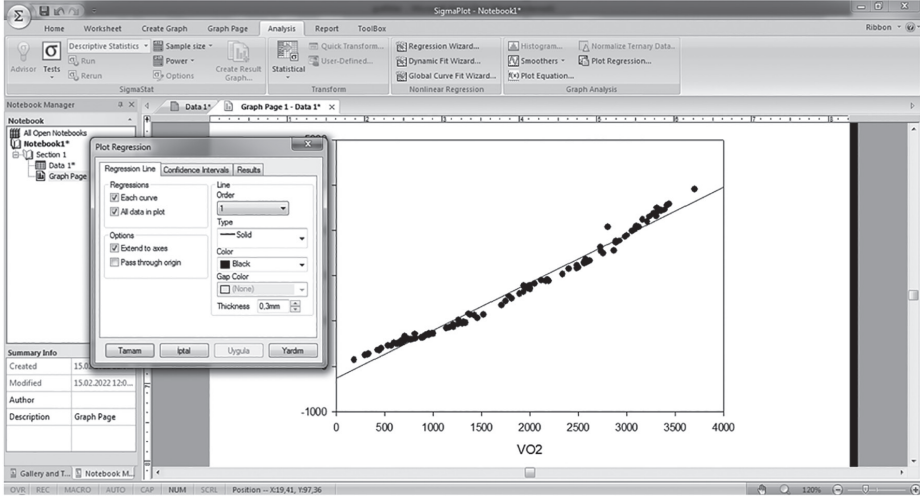 SigmaPlot - Notebook1*
Home Worksheet Create Graph Graph Page Analysis Report ToolBox Ribbon
Descriptive Statistics Sample size Quick Transform... Regression Wizard... Histogram... Normalize Ternary Data...
Run Power User-Defined... Dynamic Fit Wizard... Smoothers Plot Regression...
Advisor Tests Rerun Options Create Result Graph... Statistical Global Curve Fit Wizard... f(x) Plot Equation...
SigmaStat Transform Nonlinear Regression Graph Analysis
Notebook Manager
Data 1* Graph Page 1 - Data 1*
Notebook
All Open Notebooks
Notebook1*
Section 1
Data 1*
Graph Page
Plot Regression
Regression Line Confidence Intervals Results
Regressions
Each curve
All data in plot
Options
Extend to axes
Pass through origin
Line
Order
1
Type
Solid
Color
Black
Gap Color
(None)
Thickness 0,3mm
Tamam İptal Uygula Yardım
Summary Info
Created
Modified 15.02.2022 12:0...
Author
Description Graph Page
-1000
0 500 1000 1500 2000 2500 3000 3500 4000
VO2
Gallery and T... Notebook M...
OVR REC MACRO AUTO CAP NUM SCRL Position -- X:19,41, Y:97,36 120%